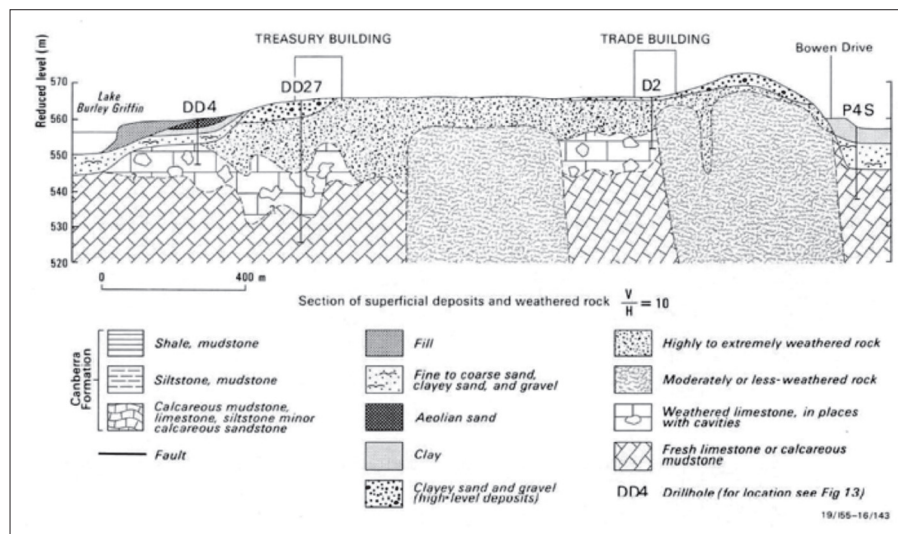 TREASURY BUILDING
TRADE BUILDING
Bowen Drive
Reduced level (m)
Lake
Burley Griffin
DD4
DD27
D2
P4S
570
560
550
540
530
520
0
400 m
Section of superficial deposits and weathered rock V/H = 10
Canberra
Formation
Shale, mudstone
Siltstone, mudstone
Calcareous mudstone,
limestone, siltstone minor
calcareous sandstone
Fault
Fill
Fine to coarse sand,
clayey sand, and gravel
Aeolian sand
Clay
Clayey sand and gravel
(high-level deposits)
Highly to extremely weathered rock
Moderately or less-weathered rock
Weathered limestone, in places
with cavities
Fresh limestone or calcareous
mudstone
DD4
Drillhole (for location see Fig 13)
19/I55-16/143